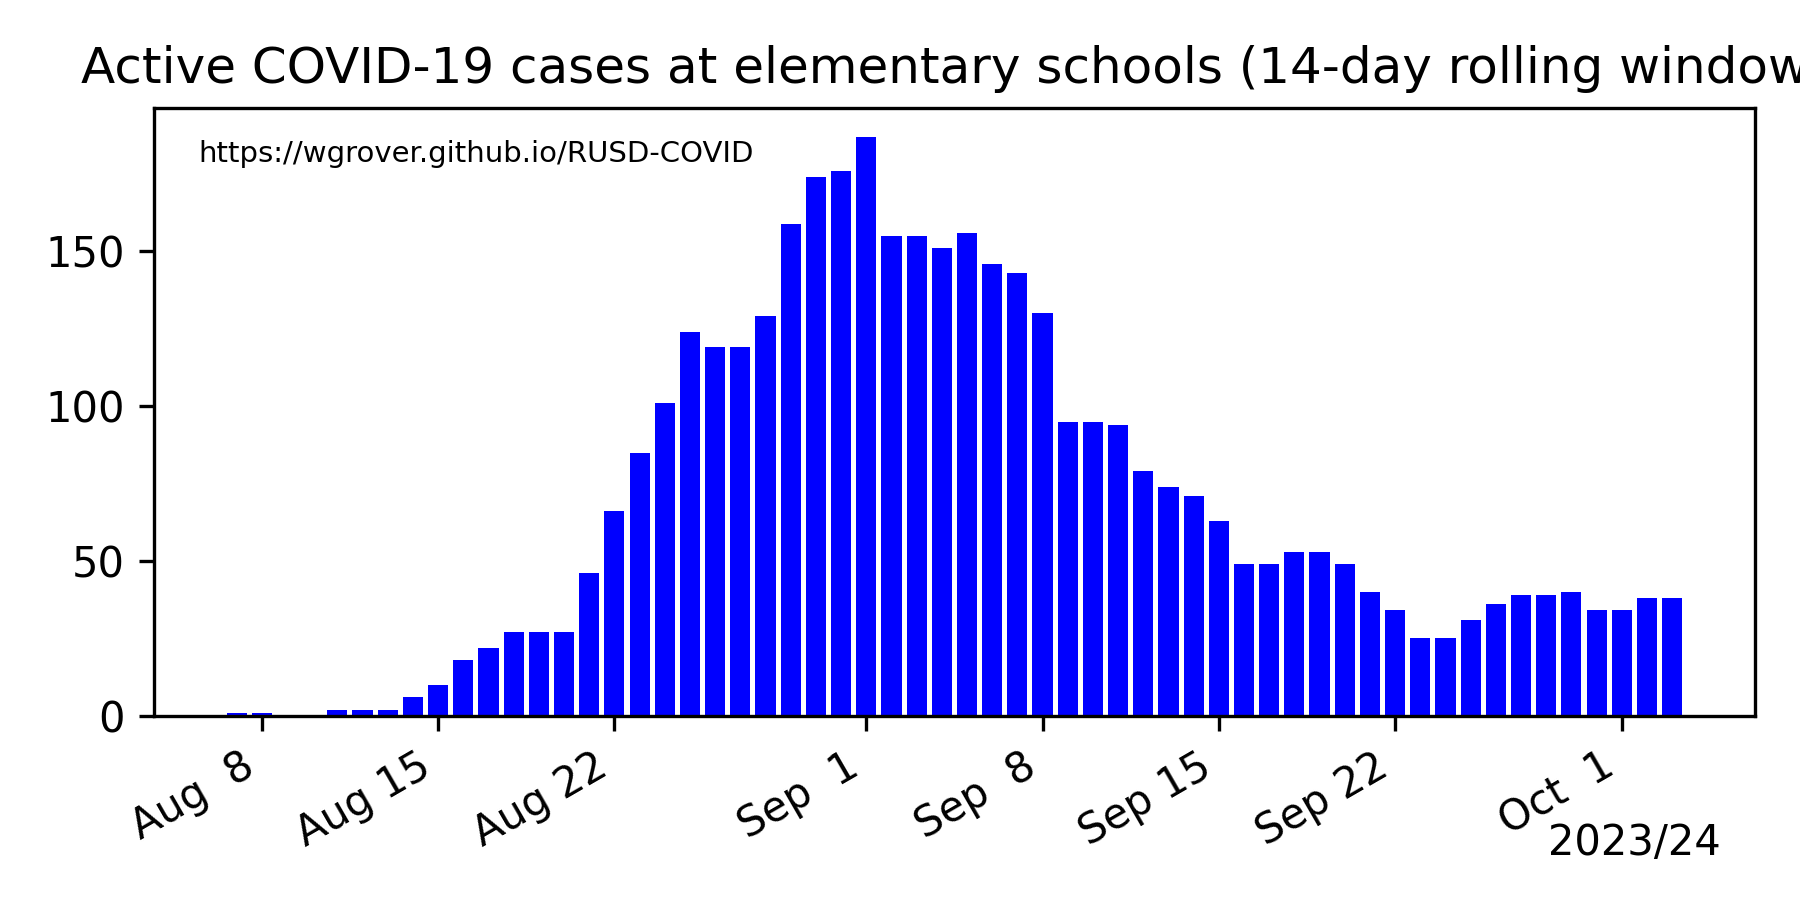 Active COVID-19 cases at elementary schools (14-day rolling window
https://wgrover.github.io/RUSD-COVID
150
100
50
0
Aug 8
Aug 15
Aug 22
Sep 1
Sep 8
Sep 15
Sep 22
Oct 1
2023/24